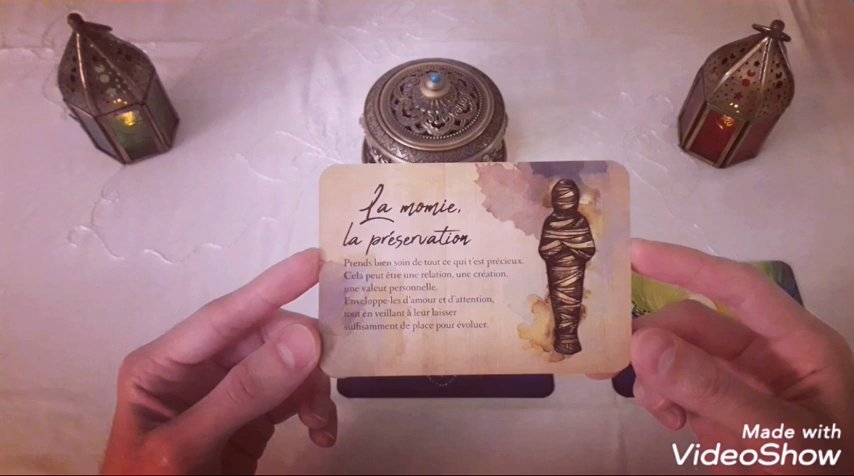 La momie,
la préservation
Prends bien soin de tout ce qui t'est précieux.
Cela peut être une relation, une création,
une valeur personnelle.
Enveloppe-les d'amour et d'attention,
tout en veillant à leur laisser
suffisamment de place pour évoluer.
Made with
VideoShow